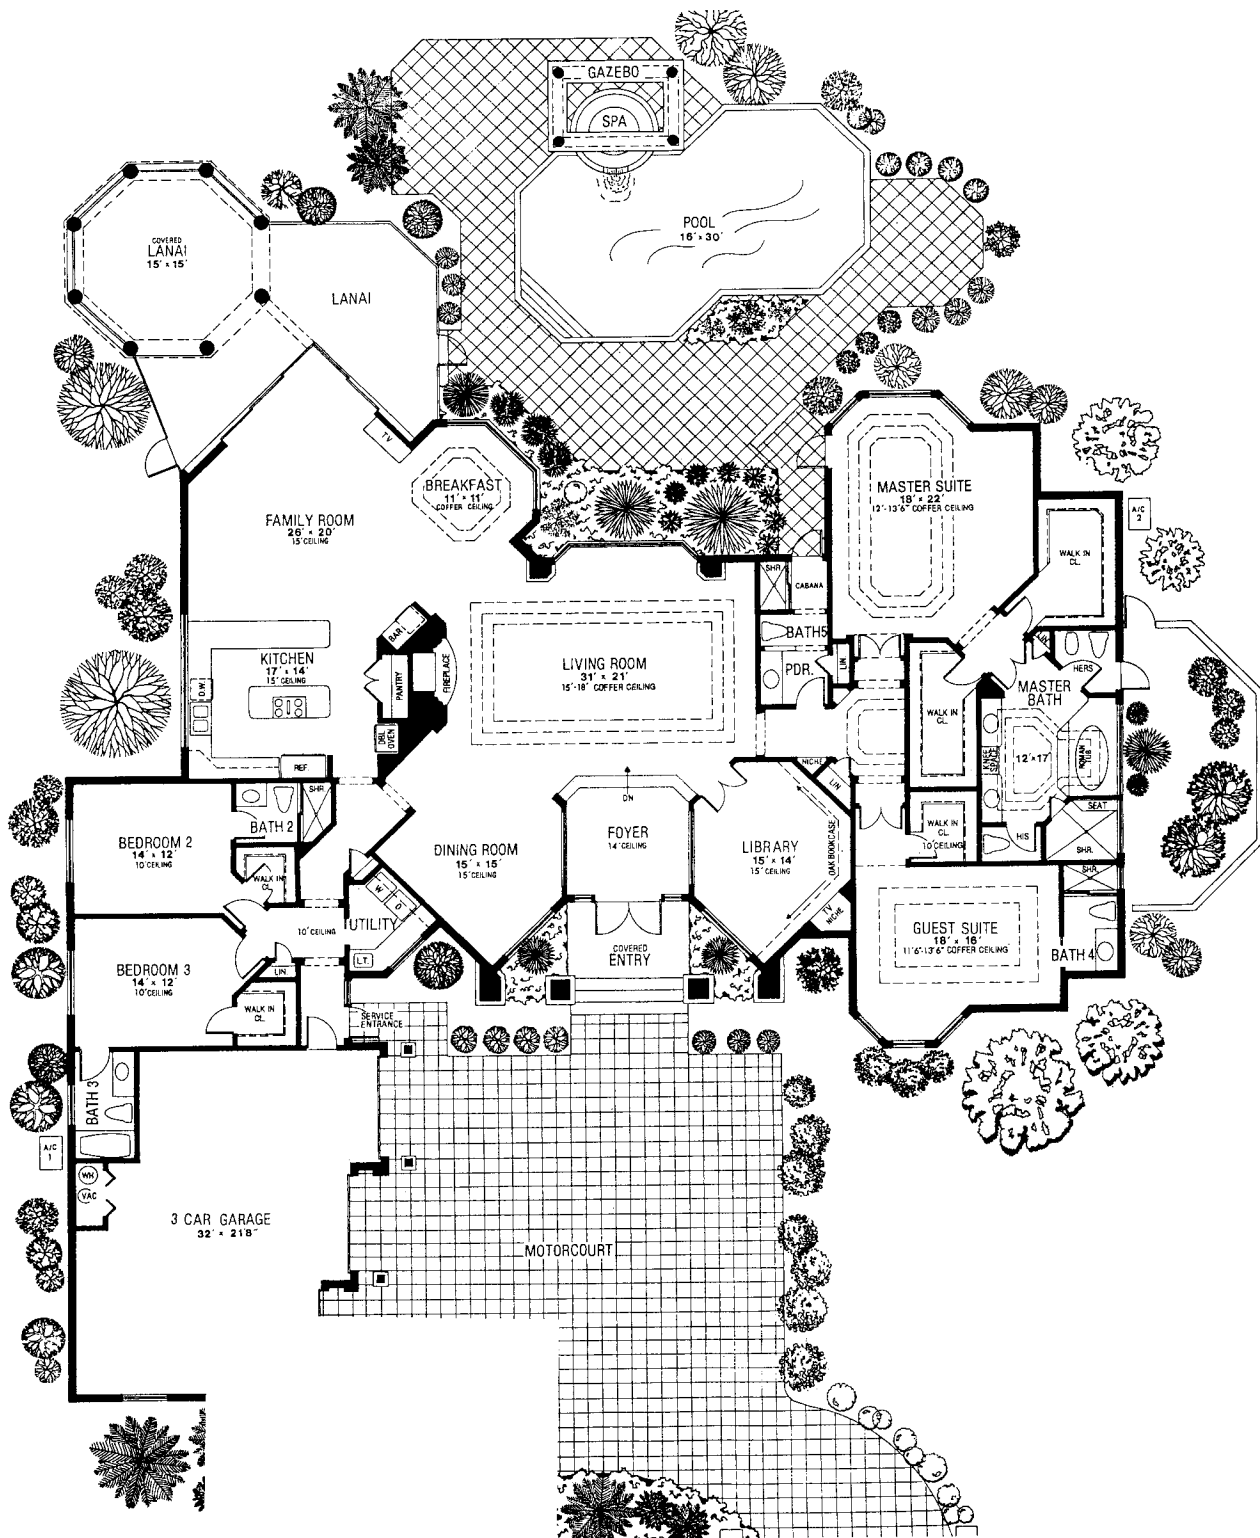 GAZEBO
SPA
POOL
16' x 30'
COVERED
LANAI
15' x 15'
LANAI
TV
BREAKFAST
11' x 11'
COFFER CEILING
FAMILY ROOM
26' x 20'
15' CEILING
MASTER SUITE
18' x 22'
12'-13'6" COFFER CEILING
A/C
2
WALK IN
CL.
SHR
CABANA
BATH 5
PDR.
LIN.
BAR
FIREPLACE
PANTRY
DBL
OVEN
KITCHEN
17' x 14'
15' CEILING
D.W.
REF.
LIVING ROOM
31' x 21'
15'-18' COFFER CEILING
HERS
MASTER
BATH
WALK IN
CL.
KNEE
SPACE
12' x 17'
ROMAN
TUB
NICHE
LIN.
SHR.
BATH 2
BEDROOM 2
14' x 12'
10' CEILING
WALK IN
CL.
DN
FOYER
14' CEILING
DINING ROOM
15' x 15'
15' CEILING
LIBRARY
15' x 14'
15' CEILING
OAK BOOKCASE
WALK IN
CL.
10' CEILING
HIS
SEAT
SHR.
SHR.
TV
NICHE
GUEST SUITE
18' x 16'
11'6"-13'6" COFFER CEILING
BATH 4
W
D
UTILITY
L.T.
10' CEILING
BEDROOM 3
14' x 12'
10' CEILING
LIN.
WALK IN
CL.
COVERED
ENTRY
SERVICE
ENTRANCE
BATH 3
A/C
1
WH
VAC
3 CAR GARAGE
32' x 21'8"
MOTORCOURT